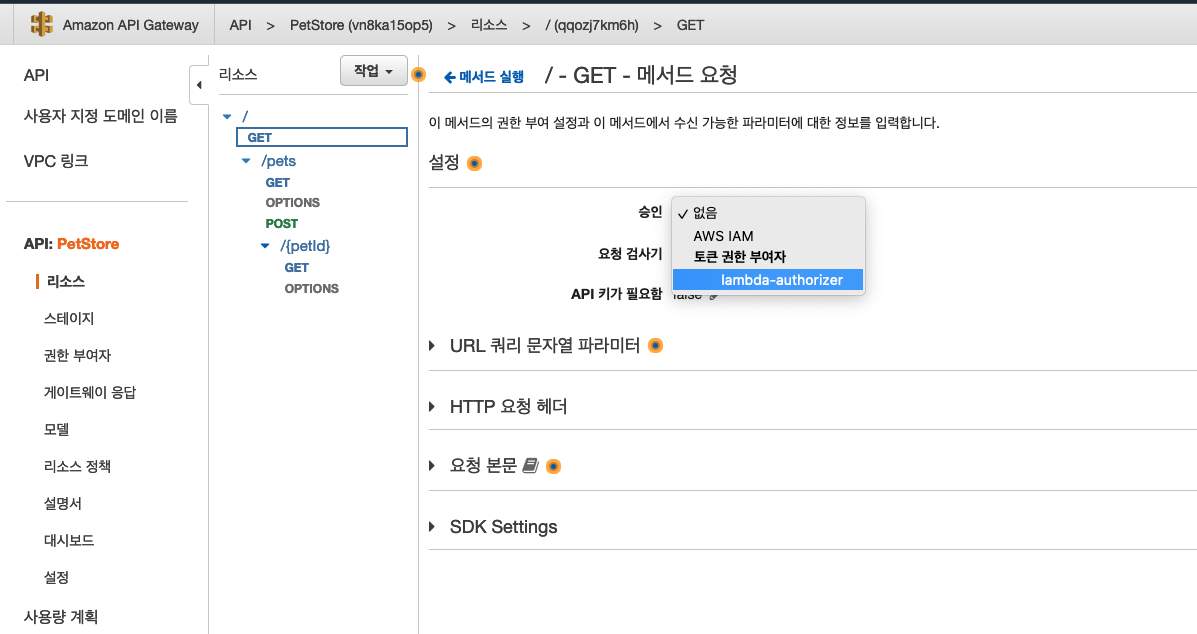 Amazon API Gateway
API > PetStore (vn8ka15op5) > 리소스 > / (qqozj7km6h) > GET
API
사용자 지정 도메인 이름
VPC 링크
API: PetStore
리소스
스테이지
권한 부여자
게이트웨이 응답
모델
리소스 정책
설명서
대시보드
설정
사용량 계획
리소스
작업
/
GET
/pets
GET
OPTIONS
POST
/{petId}
GET
OPTIONS
메서드 실행 / - GET - 메서드 요청
이 메서드의 권한 부여 설정과 이 메서드에서 수신 가능한 파라미터에 대한 정보를 입력합니다.
설정
승인 ✓ 없음
AWS IAM
요청 검사기 토큰 권한 부여자
lambda-authorizer
API 키가 필요함 false
URL 쿼리 문자열 파라미터
HTTP 요청 헤더
요청 본문
SDK Settings